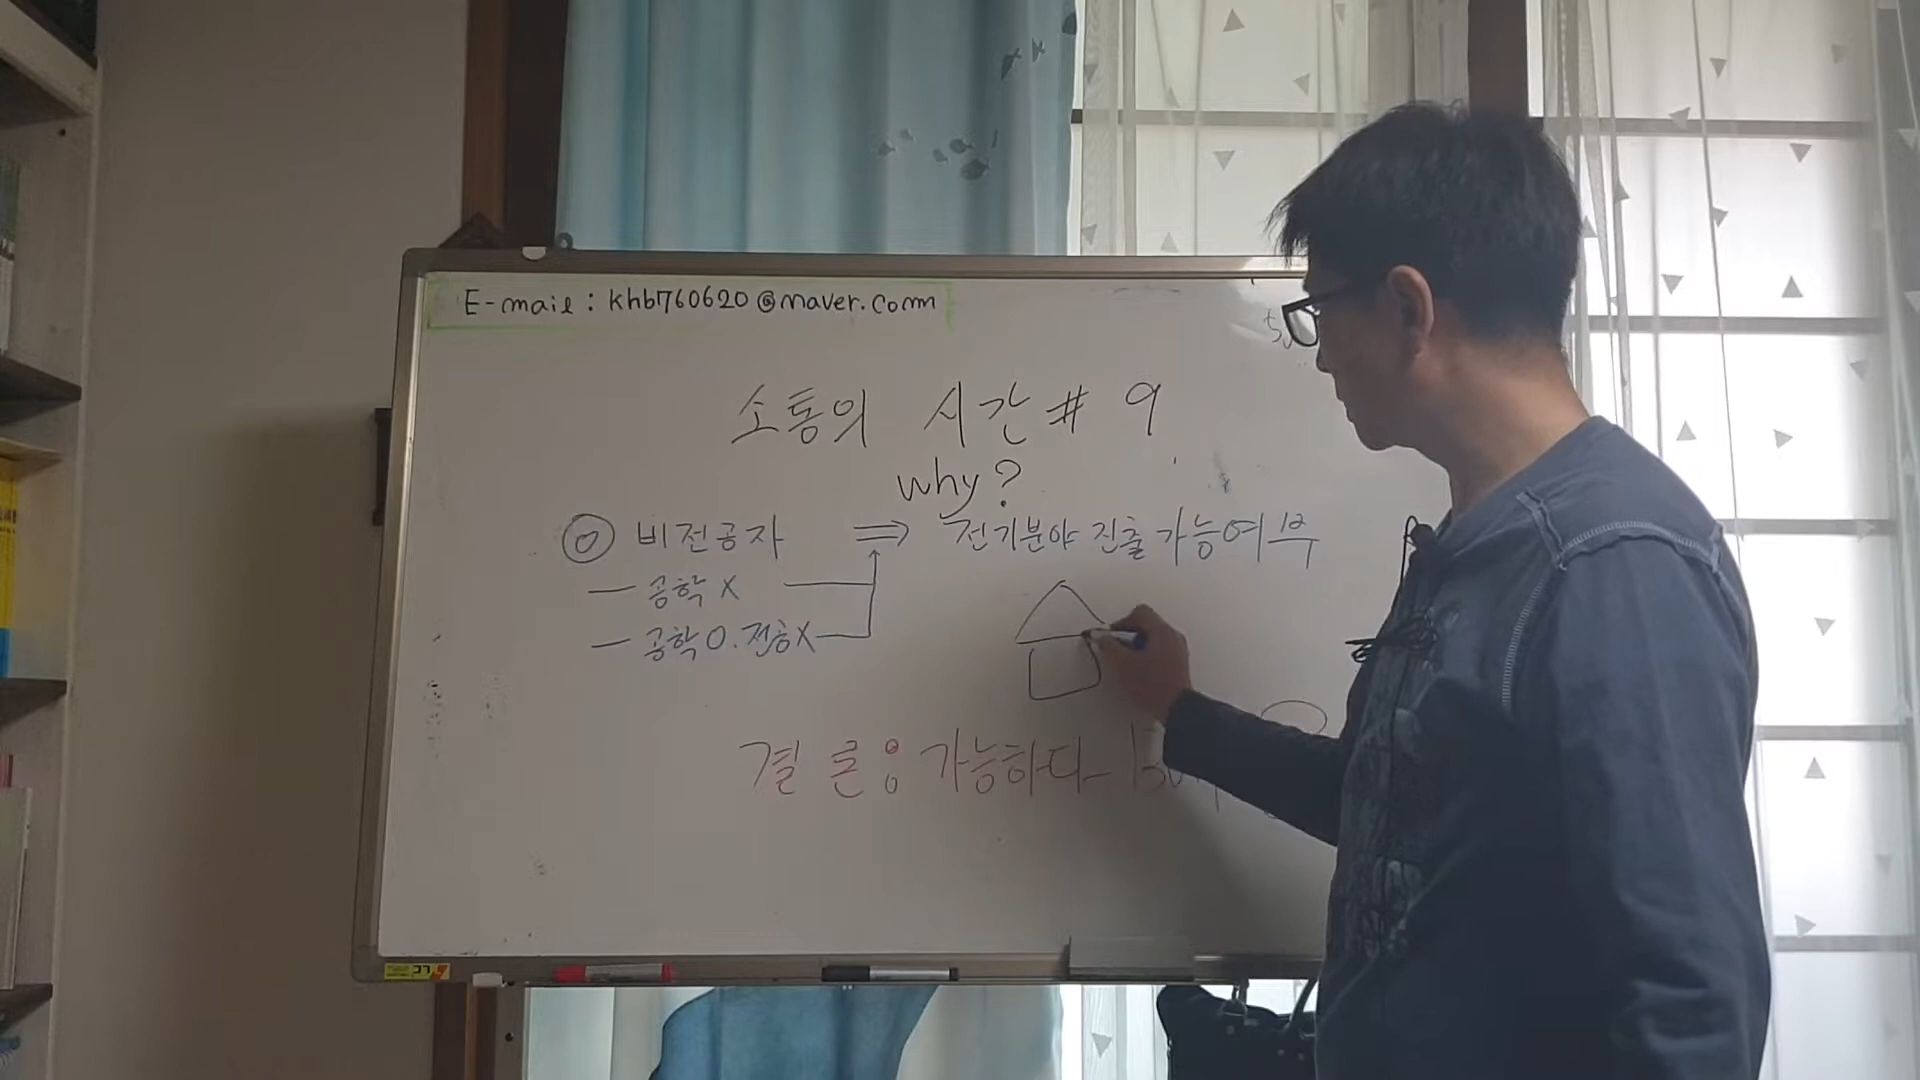 E-mail : khb760620@naver.com
소통의 시간 # 9
why?
◎ 비전공자 ⇒ 전기분야 진출가능여부
— 공학 X
— 공학 O. 전공X
결론 : 가능하다